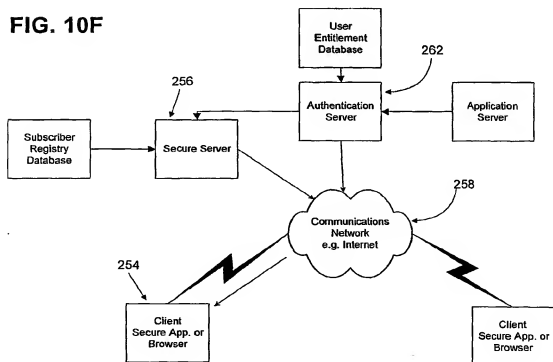 FIG. 10F
User
Entitlement
Database
262
256
Authentication
Server
Application
Server
Subscriber
Registry
Database
Secure Server
258
Communications
Network
e.g. Internet
254
Client
Secure App. or
Browser
Client
Secure App. or
Browser